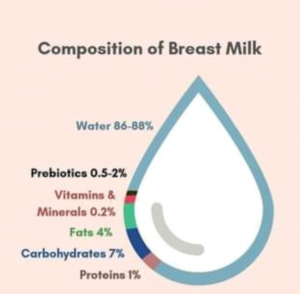 Composition of Breast Milk
Water 86-88%
Prebiotics 0.5-2%
Vitamins &
Minerals 0.2%
Fats 4%
Carbohydrates 7%
Proteins 1%